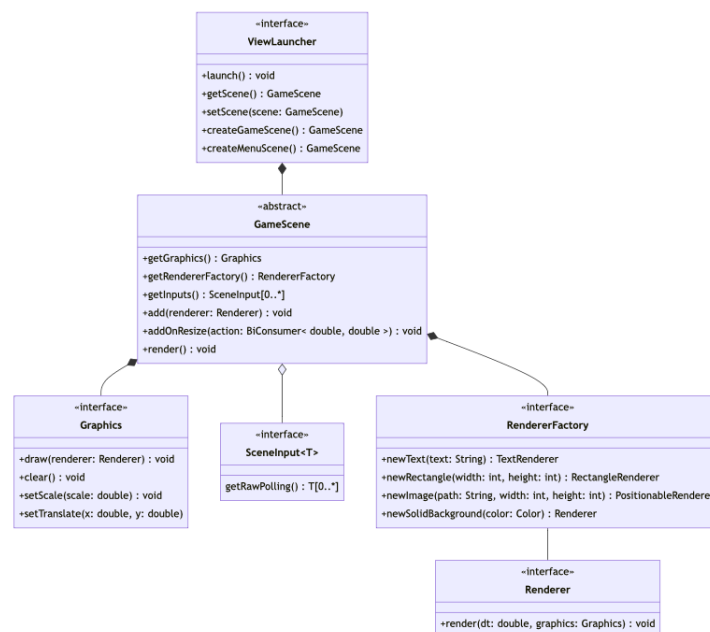 «interface»
ViewLauncher
+launch() : void
+getScene() : GameScene
+setScene(scene: GameScene)
+createGameScene() : GameScene
+createMenuScene() : GameScene
«abstract»
GameScene
+getGraphics() : Graphics
+getRendererFactory() : RendererFactory
+getInputs() : SceneInput[0..*]
+add(renderer: Renderer) : void
+addOnResize(action: BiConsumer< double, double >) : void
+render() : void
«interface»
Graphics
+draw(renderer: Renderer) : void
+clear() : void
+setScale(scale: double) : void
+setTranslate(x: double, y: double)
«interface»
SceneInput<T>
getRawPolling() : T[0..*]
«interface»
RendererFactory
+newText(text: String) : TextRenderer
+newRectangle(width: int, height: int) : RectangleRenderer
+newImage(path: String, width: int, height: int) : PositionableRendere
+newSolidBackground(color: Color) : Renderer
«interface»
Renderer
+render(dt: double, graphics: Graphics) : void